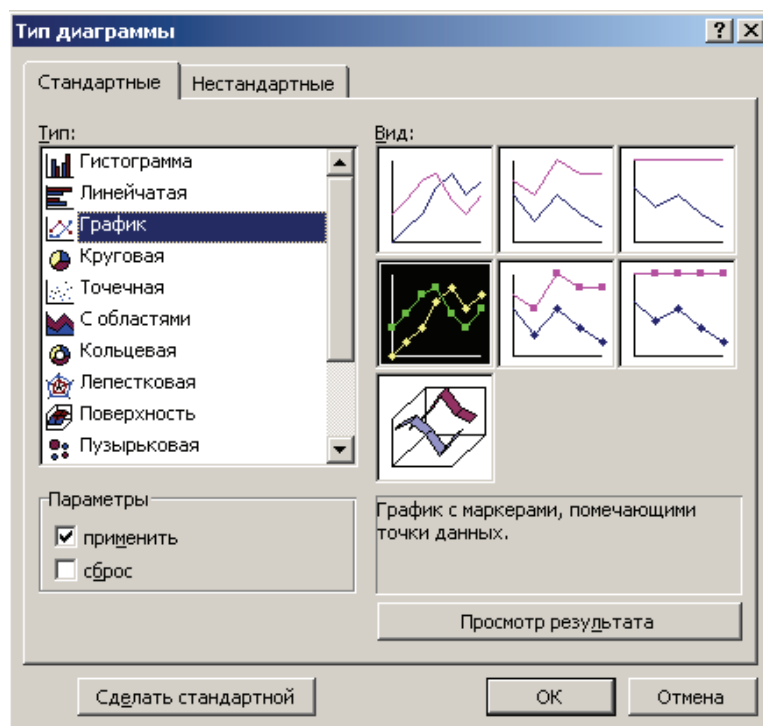 Тип диаграммы
Стандартные
Нестандартные
Тип:
Гистограмма
Линейчатая
График
Круговая
Точечная
С областями
Кольцевая
Лепестковая
Поверхность
Пузырьковая
Вид:
Параметры
применить
сброс
График с маркерами, помечающими
точки данных.
Просмотр результата
Сделать стандартной
ОК
Отмена